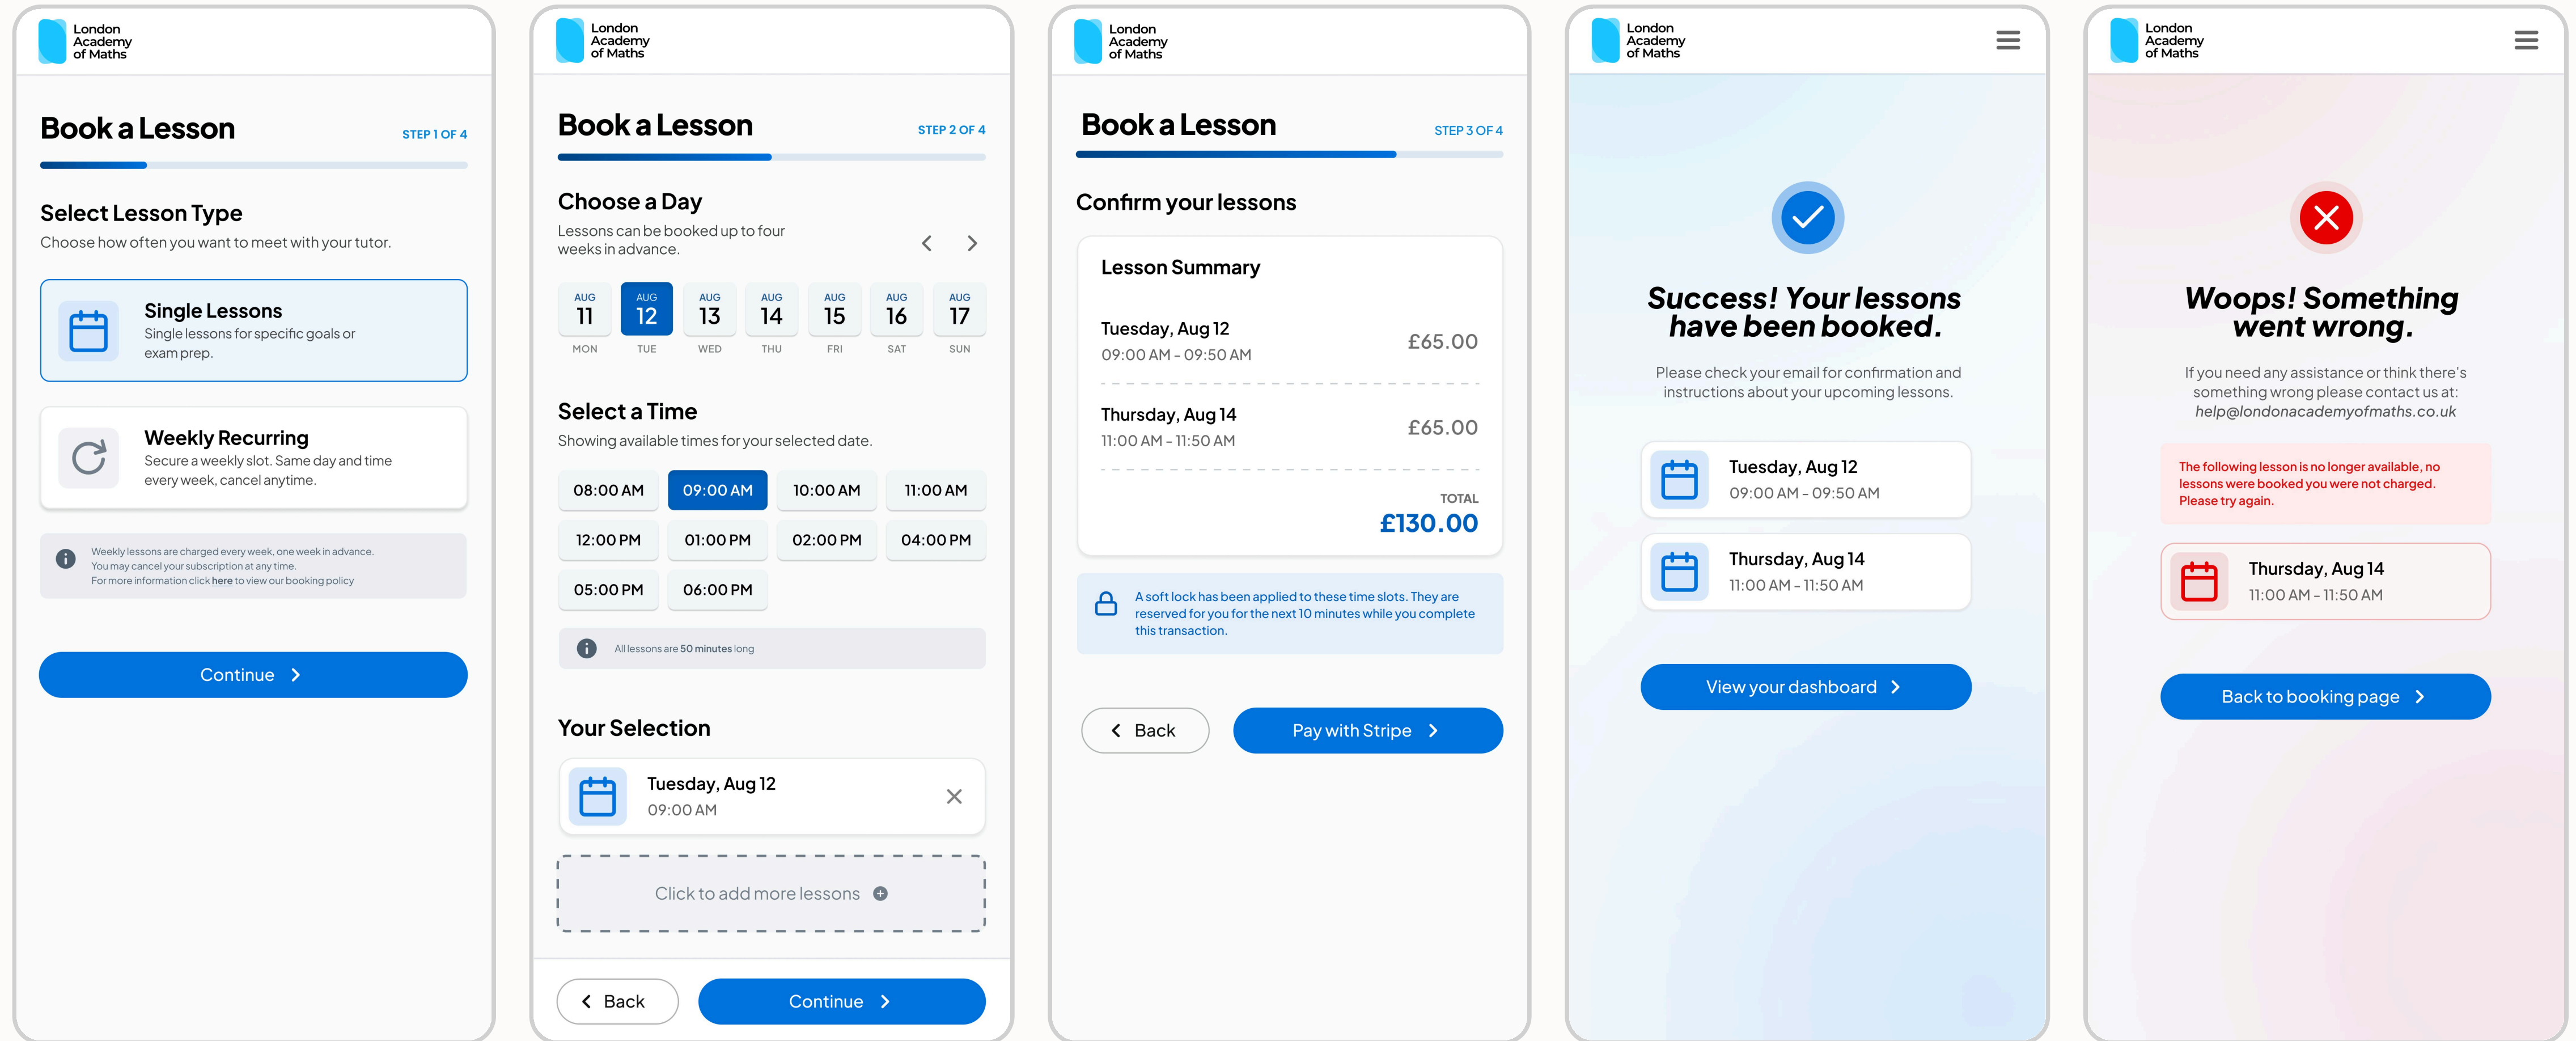 London
Academy
of Maths
Book a Lesson
STEP 1 OF 4
Select Lesson Type
Choose how often you want to meet with your tutor.
Single Lessons
Single lessons for specific goals or
exam prep.
Weekly Recurring
Secure a weekly slot. Same day and time
every week, cancel anytime.
Weekly lessons are charged every week, one week in advance.
You may cancel your subscription at any time.
For more information click here to view our booking policy
Continue
London
Academy
of Maths
Book a Lesson
STEP 2 OF 4
Choose a Day
Lessons can be booked up to four
weeks in advance.
AUG AUG AUG AUG AUG AUG AUG
11 12 13 14 15 16 17
MON TUE WED THU FRI SAT SUN
Select a Time
Showing available times for your selected date.
08:00 AM 09:00 AM 10:00 AM 11:00 AM
12:00 PM 01:00 PM 02:00 PM 04:00 PM
05:00 PM 06:00 PM
All lessons are 50 minutes long
Your Selection
Tuesday, Aug 12
09:00 AM
Click to add more lessons
Back
Continue
London
Academy
of Maths
Book a Lesson
STEP 3 OF 4
Confirm your lessons
Lesson Summary
Tuesday, Aug 12
09:00 AM - 09:50 AM
£65.00
Thursday, Aug 14
11:00 AM - 11:50 AM
£65.00
TOTAL
£130.00
A soft lock has been applied to these time slots. They are
reserved for you for the next 10 minutes while you complete
this transaction.
Back
Pay with Stripe
London
Academy
of Maths
Success! Your lessons
have been booked.
Please check your email for confirmation and
instructions about your upcoming lessons.
Tuesday, Aug 12
09:00 AM - 09:50 AM
Thursday, Aug 14
11:00 AM - 11:50 AM
View your dashboard
London
Academy
of Maths
Woops! Something
went wrong.
If you need any assistance or think there's
something wrong please contact us at:
help@londonacademyofmaths.co.uk
The following lesson is no longer available, no
lessons were booked you were not charged.
Please try again.
Thursday, Aug 14
11:00 AM - 11:50 AM
Back to booking page